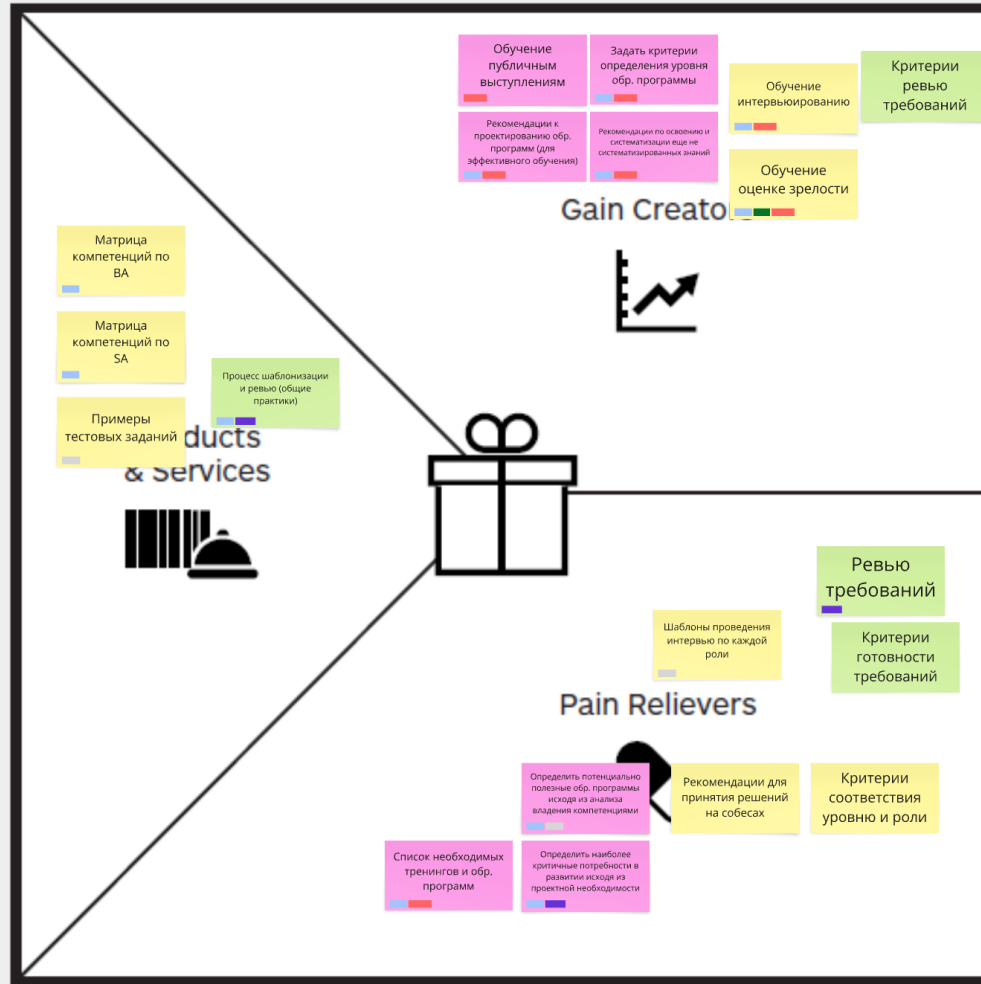 Обучение
публичным
выступлениям
Задать критерии
определения уровня
обр. программы
Обучение
интервьюированию
Критерии
ревью
требований
Рекомендации к
проектированию обр.
программ (для
эффективного обучения)
Рекомендации по освоению и
систематизации еще не
систематизированных знаний
Обучение
оценке зрелости
Gain Creato
Матрица
компетенций по
BA
Матрица
компетенций по
SA
Примеры
тестовых заданий
Процесс шаблонизации
и ревью (общие
практики)
ducts
& Services
Ревью
требований
Шаблоны проведения
интервью по каждой
роли
Критерии
готовности
требований
Pain Relievers
Определить потенциально
полезные обр. программы
исходя из анализа
владения компетенциями
Рекомендации для
принятия решений
на собесах
Критерии
соответствия
уровню и роли
Список необходимых
тренингов и обр.
программ
Определить наиболее
критичные потребности в
развитии исходя из
проектной необходимости